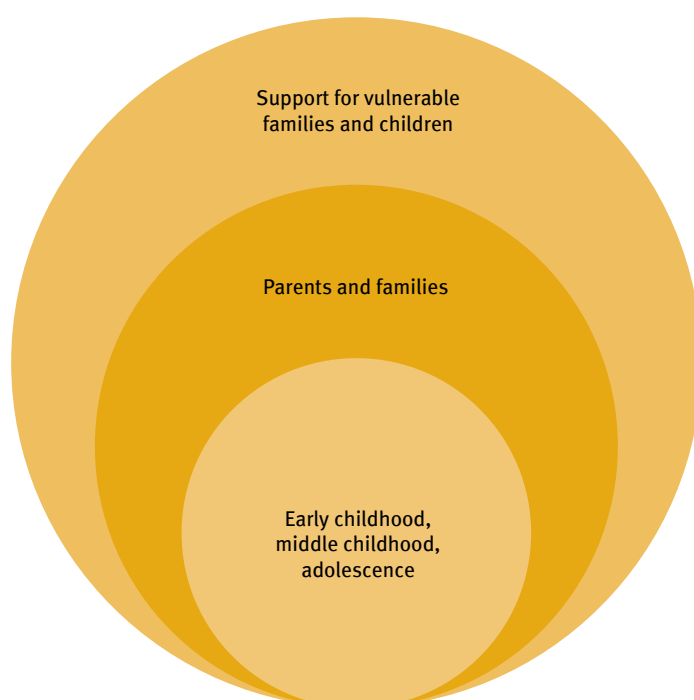 Support for vulnerable
families and children
Parents and families
Early childhood,
middle childhood,
adolescence